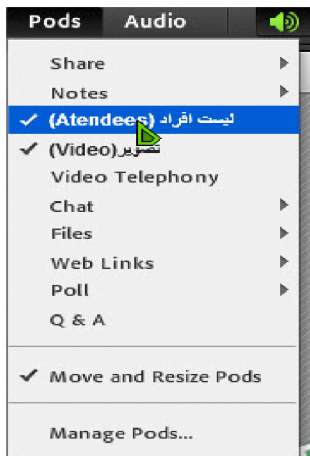 Pods Audio
Share
Notes
لیست افراد (Atendees)
تصویر(Video)
Video Telephony
Chat
Files
Web Links
Poll
Q & A
Move and Resize Pods
Manage Pods...